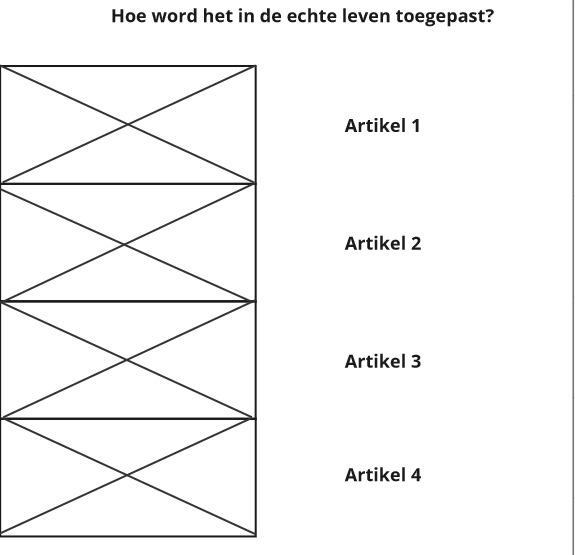 Hoe word het in de echte leven toegepast?
Artikel 1
Artikel 2
Artikel 3
Artikel 4